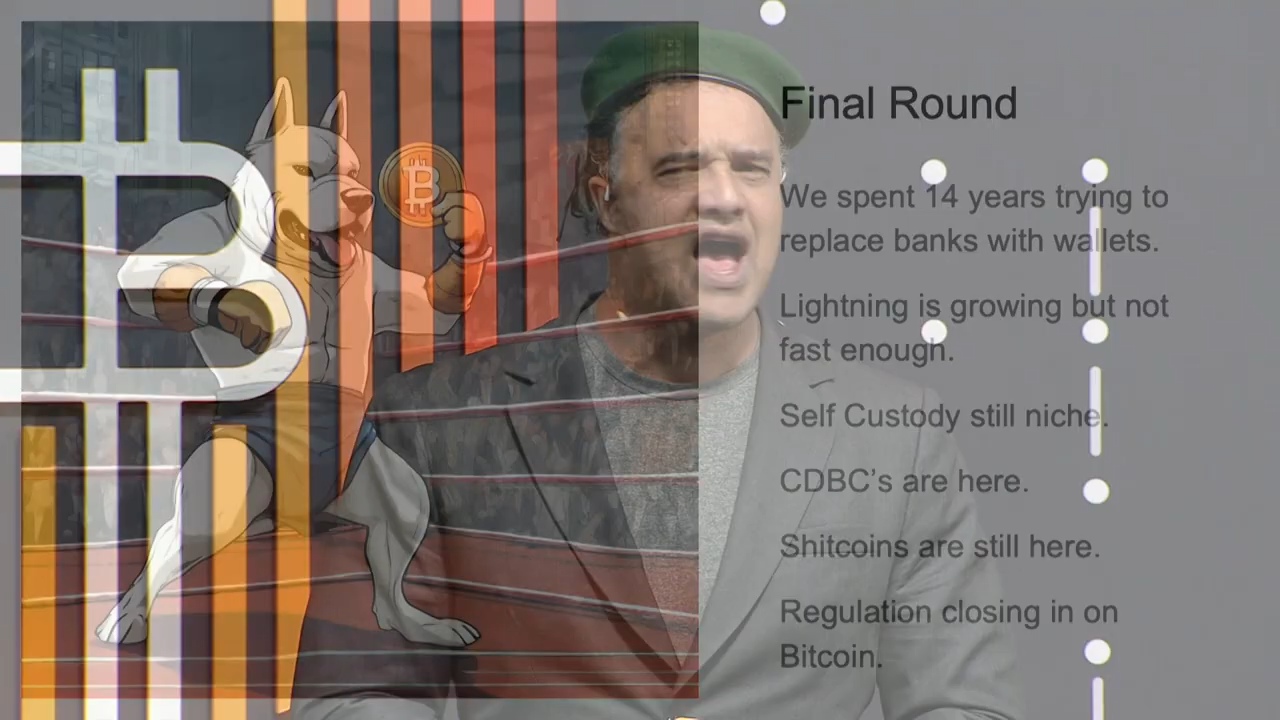 Final Round
We spent 14 years trying to
replace banks with wallets.
Lightning is growing but not
fast enough.
Self Custody still niche.
CDBC’s are here.
Shitcoins are still here.
Regulation closing in on
Bitcoin.